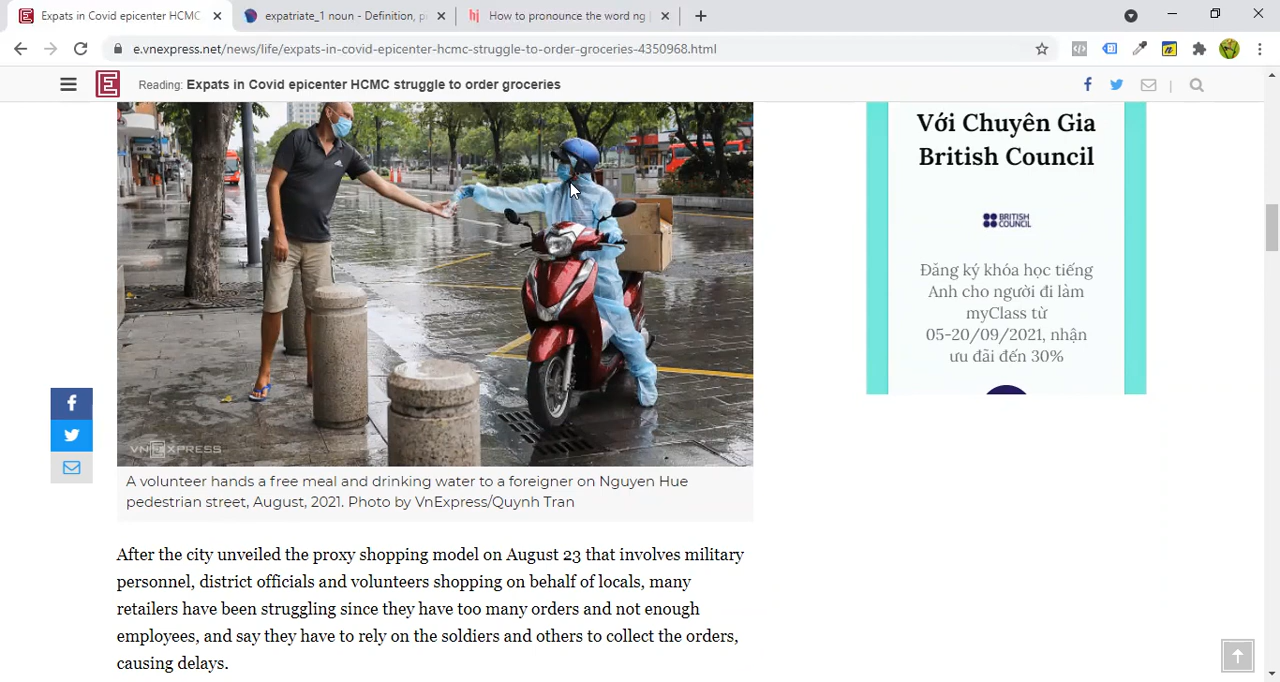 Expats in Covid epicenter HCMC
expatriate_1 noun - Definition, p
How to pronounce the word ng
e.vnexpress.net/news/life/expats-in-covid-epicenter-hcmc-struggle-to-order-groceries-4350968.html
Reading: Expats in Covid epicenter HCMC struggle to order groceries
Với Chuyên Gia
British Council
BRITISH
COUNCIL
Đăng ký khóa học tiếng
Anh cho người đi làm
myClass từ
05-20/09/2021, nhận
ưu đãi đến 30%
VNEXPRESS
A volunteer hands a free meal and drinking water to a foreigner on Nguyen Hue
pedestrian street, August, 2021. Photo by VnExpress/Quynh Tran
After the city unveiled the proxy shopping model on August 23 that involves military
personnel, district officials and volunteers shopping on behalf of locals, many
retailers have been struggling since they have too many orders and not enough
employees, and say they have to rely on the soldiers and others to collect the orders,
causing delays.